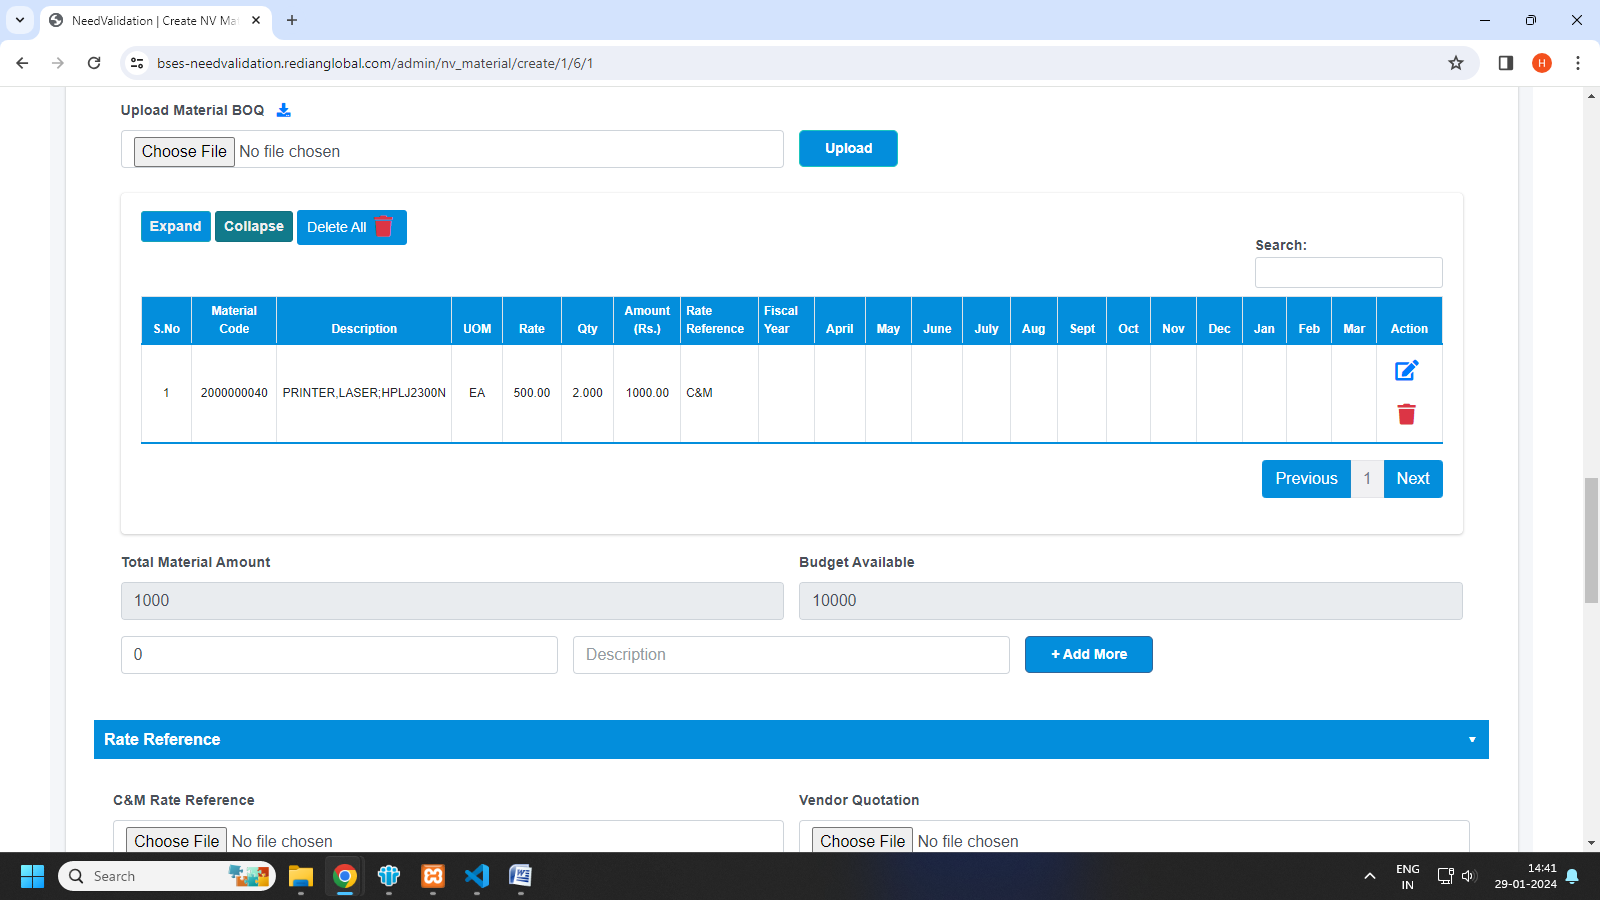 NeedValidation | Create NV Mat
bses-needvalidation.redianglobal.com/admin/nv_material/create/1/6/1
H
Upload Material BOQ
Choose File No file chosen
Upload
Expand Collapse Delete All
Search:
S.No Material Code Description UOM Rate Qty Amount (Rs.) Rate Reference Fiscal Year April May June July Aug Sept Oct Nov Dec Jan Feb Mar Action
1 2000000040 PRINTER,LASER;HPLJ2300N EA 500.00 2.000 1000.00 C&M
Previous 1 Next
Total Material Amount Budget Available
1000 10000
0 Description + Add More
Rate Reference
C&M Rate Reference Vendor Quotation
Choose File No file chosen Choose File No file chosen
Search
ENG
IN
14:41
29-01-2024